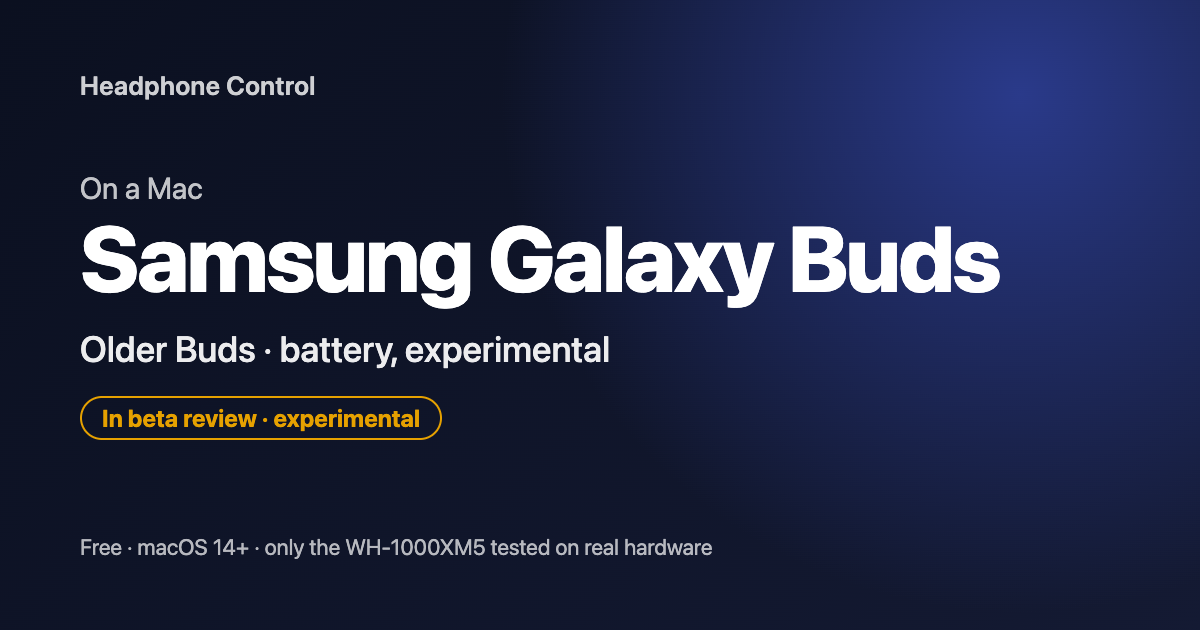 Headphone Control
On a Mac
Samsung Galaxy Buds
Older Buds · battery, experimental
In beta review · experimental
Free · macOS 14+ · only the WH-1000XM5 tested on real hardware